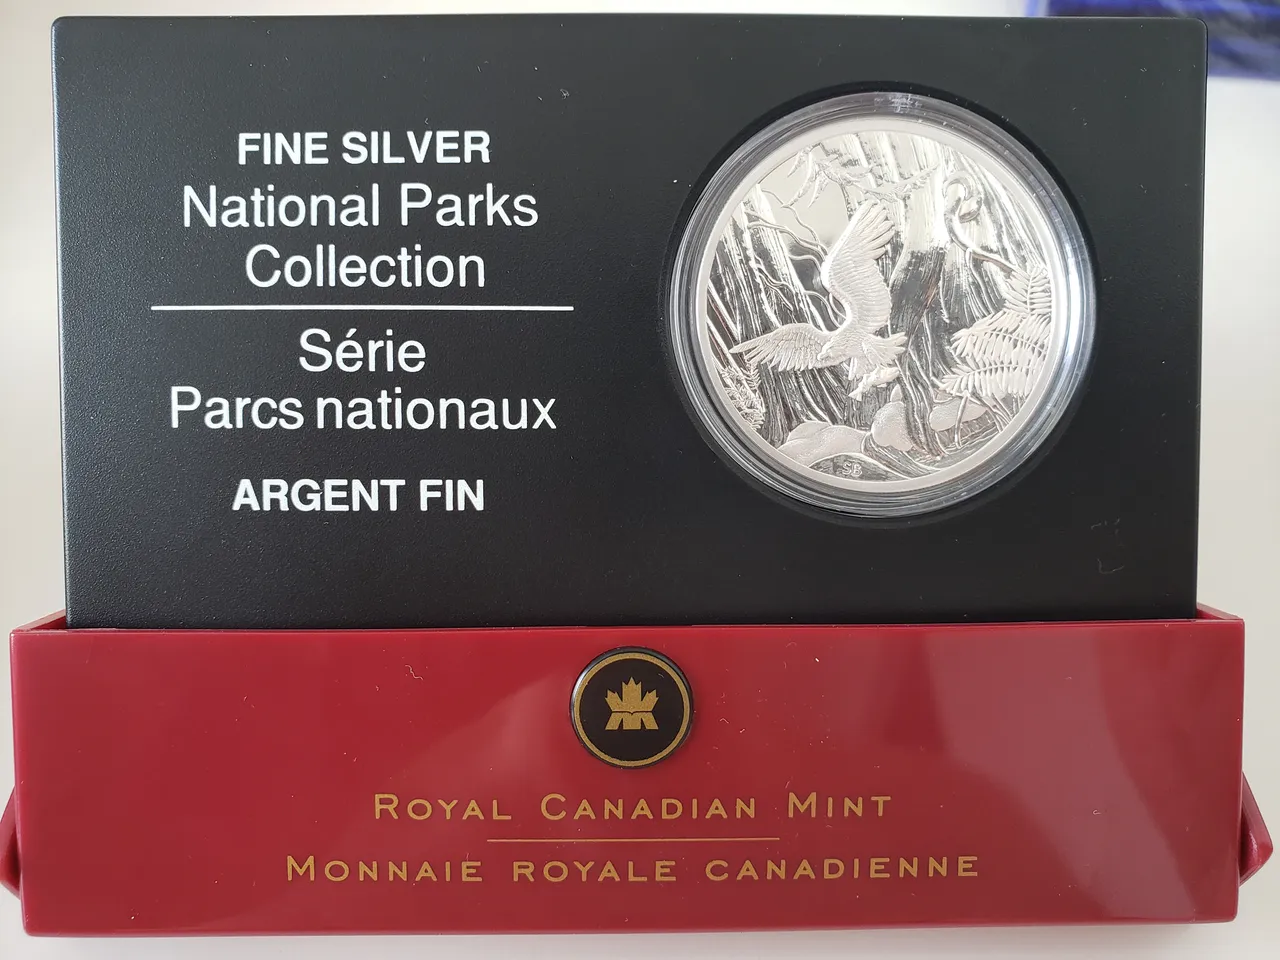 FINE SILVER
National Parks
Collection
Série
Parcs nationaux
ARGENT FIN
SB
ROYAL CANADIAN MINT
MONNAIE ROYALE CANADIENNE